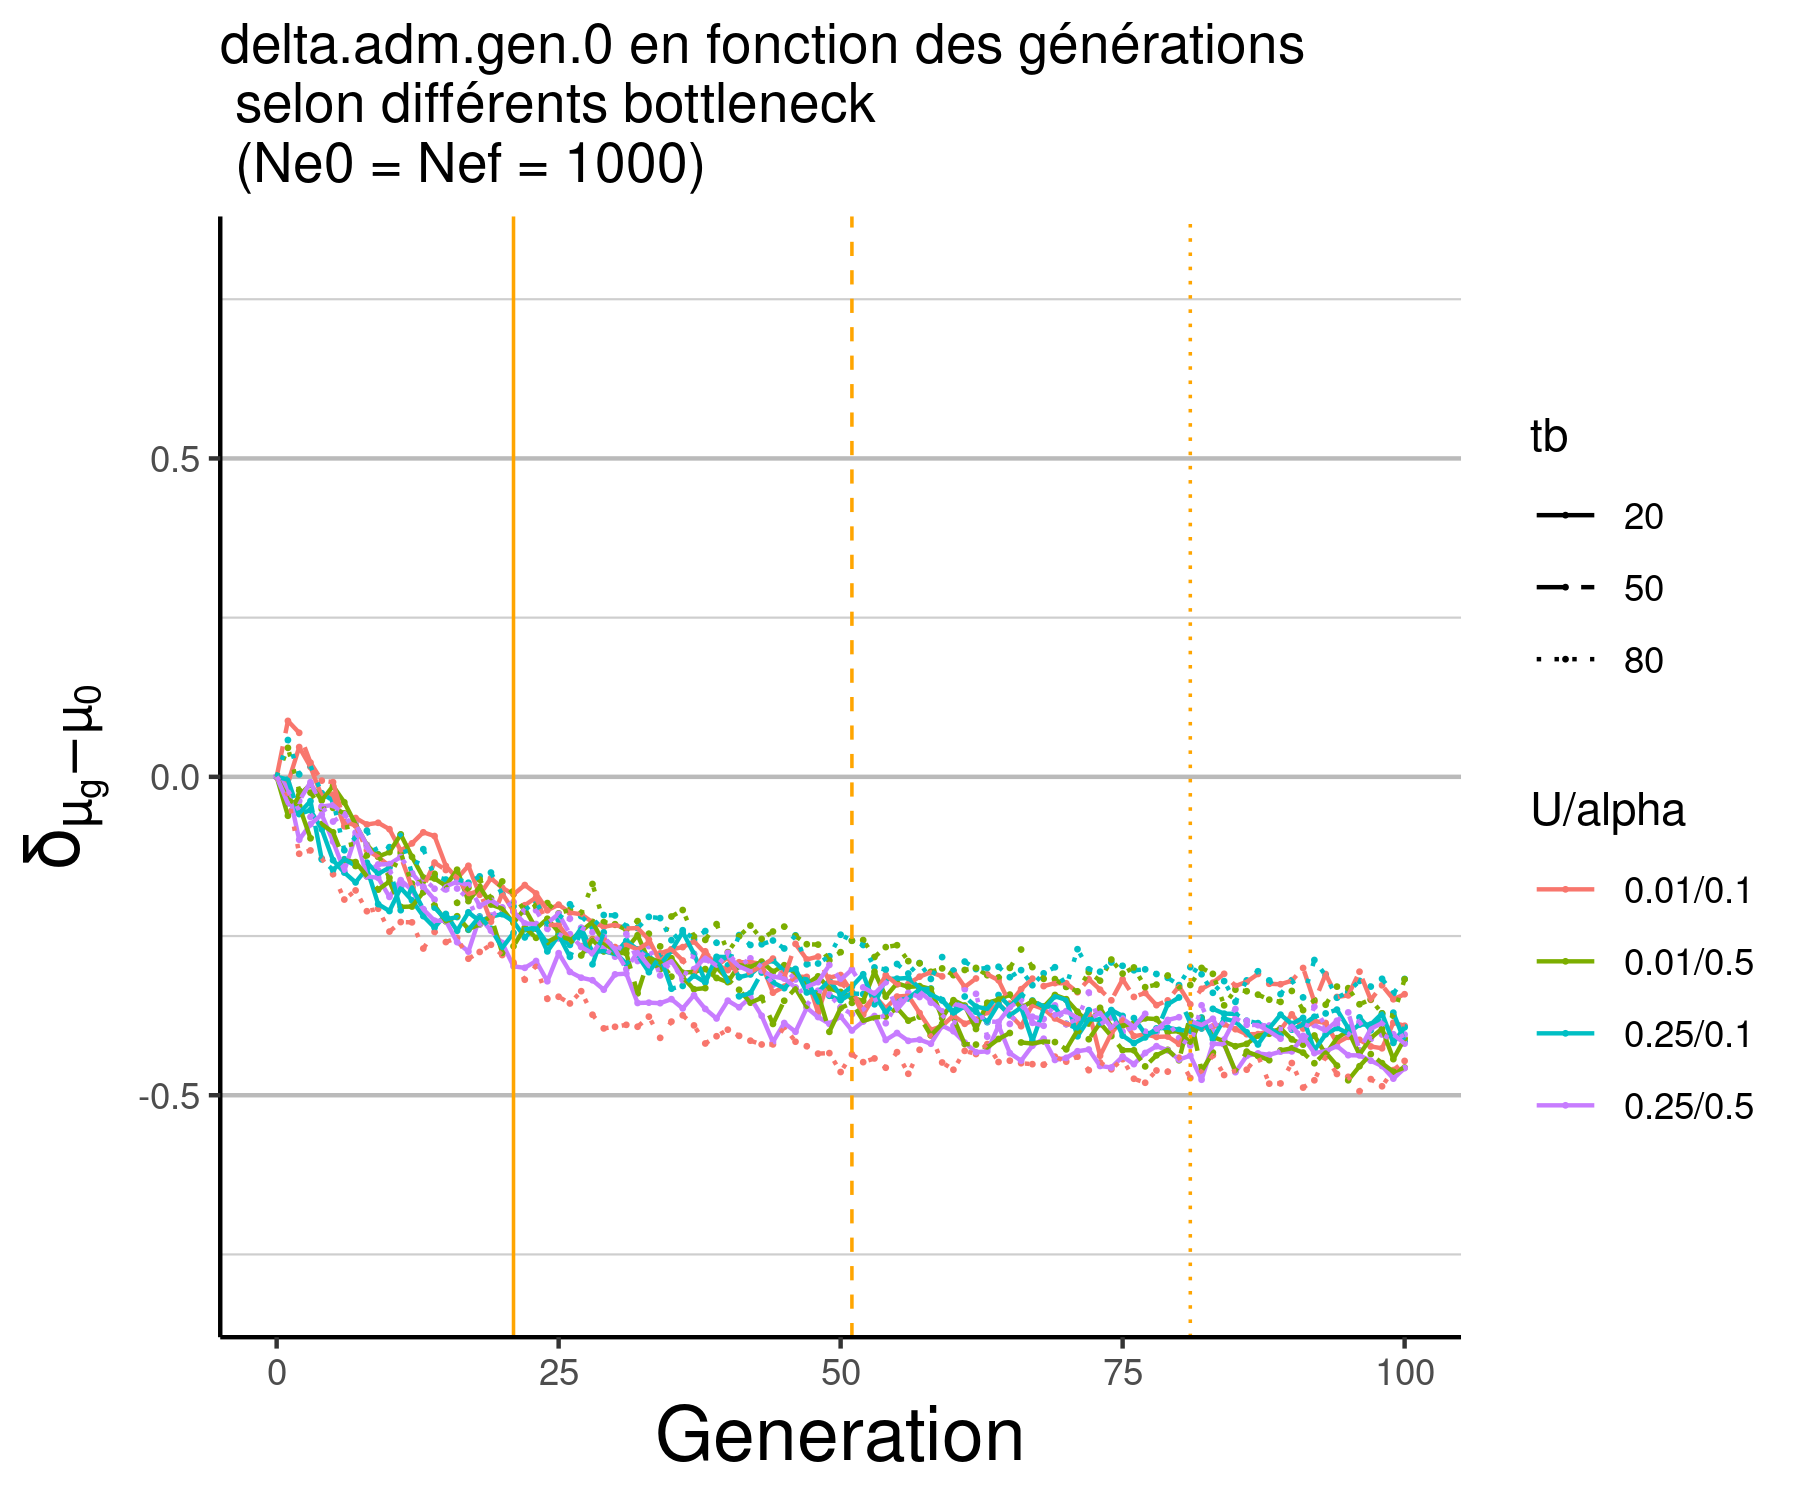 delta.adm.gen.0 en fonction des générations
selon différents bottleneck
(Ne0 = Nef = 1000)
0.5
0.0
-0.5
δμg−μ0
0
25
50
75
100
Generation
tb
20
50
80
U/alpha
0.01/0.1
0.01/0.5
0.25/0.1
0.25/0.5